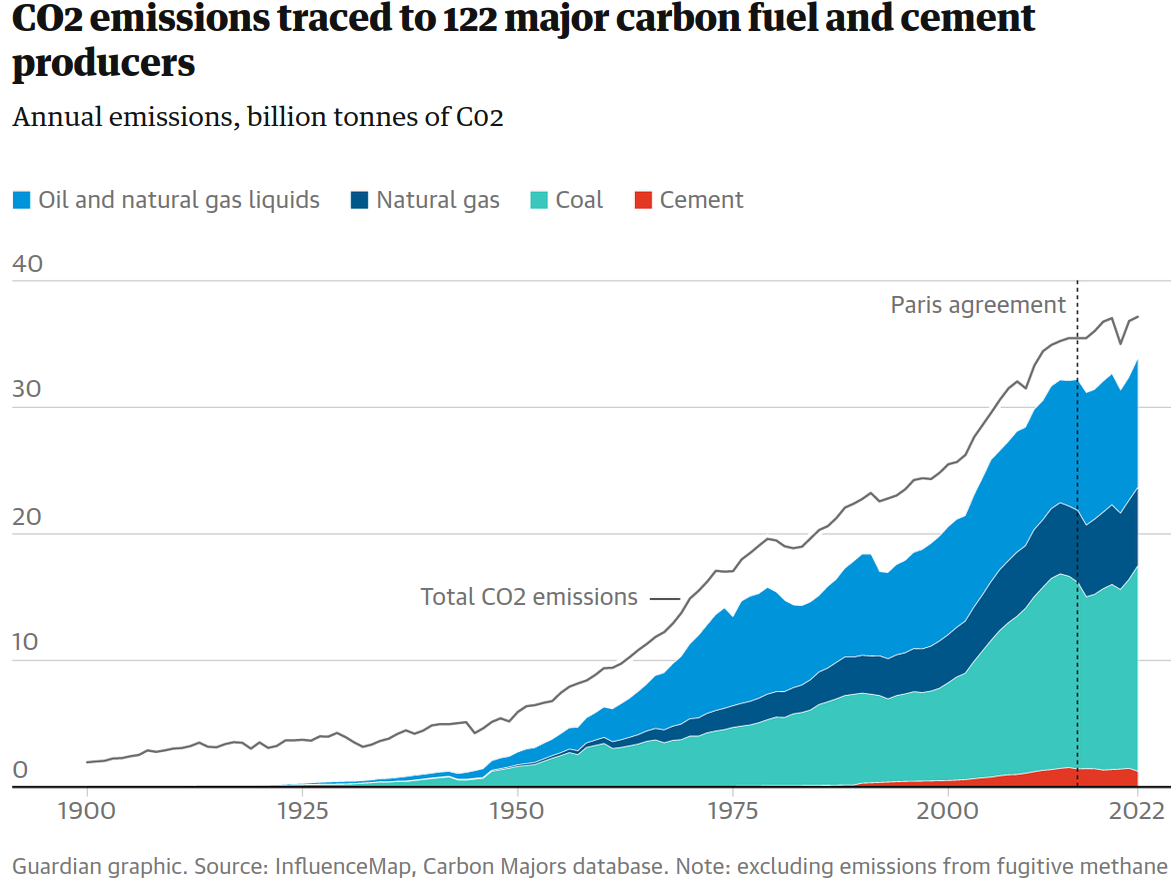 CO2 emissions traced to 122 major carbon fuel and cement
producers
Annual emissions, billion tonnes of C02
Oil and natural gas liquids Natural gas Coal Cement
40
Paris agreement
30
20
Total CO2 emissions
10
0
1900 1925 1950 1975 2000 2022
Guardian graphic. Source: InfluenceMap, Carbon Majors database. Note: excluding emissions from fugitive methane